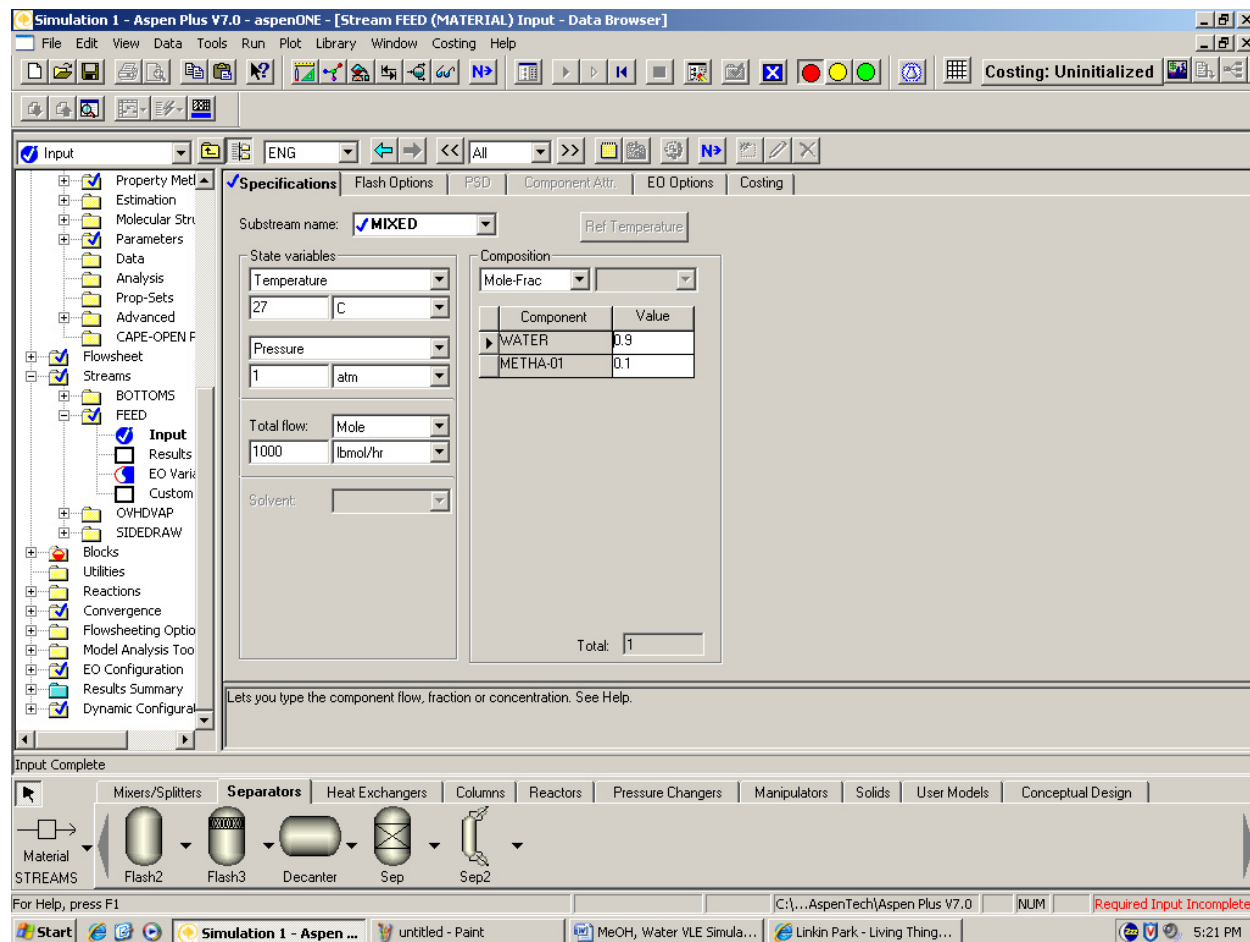 Simulation 1 - Aspen Plus V7.0 - aspenONE - [Stream FEED (MATERIAL) Input - Data Browser]
File Edit View Data Tools Run Plot Library Window Costing Help
N> Costing: Uninitialized
Input ENG << All >> N>
Property Metl
Estimation
Molecular Stru
Parameters
Data
Analysis
Prop-Sets
Advanced
CAPE-OPEN F
Flowsheet
Streams
BOTTOMS
FEED
Input
Results
EO Varia
Custom
OVHDVAP
SIDEDRAW
Blocks
Utilities
Reactions
Convergence
Flowsheeting Optio
Model Analysis Too
EO Configuration
Results Summary
Dynamic Configurat
Specifications Flash Options PSD Component Attr. EO Options Costing
Substream name: MIXED Ref Temperature
State variables
Temperature
27 C
Pressure
1 atm
Total flow: Mole
1000 lbmol/hr
Solvent:
Composition
Mole-Frac
Component Value
WATER 0.9
METHA-01 0.1
Total: 1
Lets you type the component flow, fraction or concentration. See Help.
Input Complete
Mixers/Splitters Separators Heat Exchangers Columns Reactors Pressure Changers Manipulators Solids User Models Conceptual Design
Material
STREAMS Flash2 Flash3 Decanter Sep Sep2
For Help, press F1 C:\...AspenTech\Aspen Plus V7.0 NUM Required Input Incomplete
Start Simulation 1 - Aspen ... untitled - Paint MeOH, Water VLE Simula... Linkin Park - Living Thing... 5:21 PM